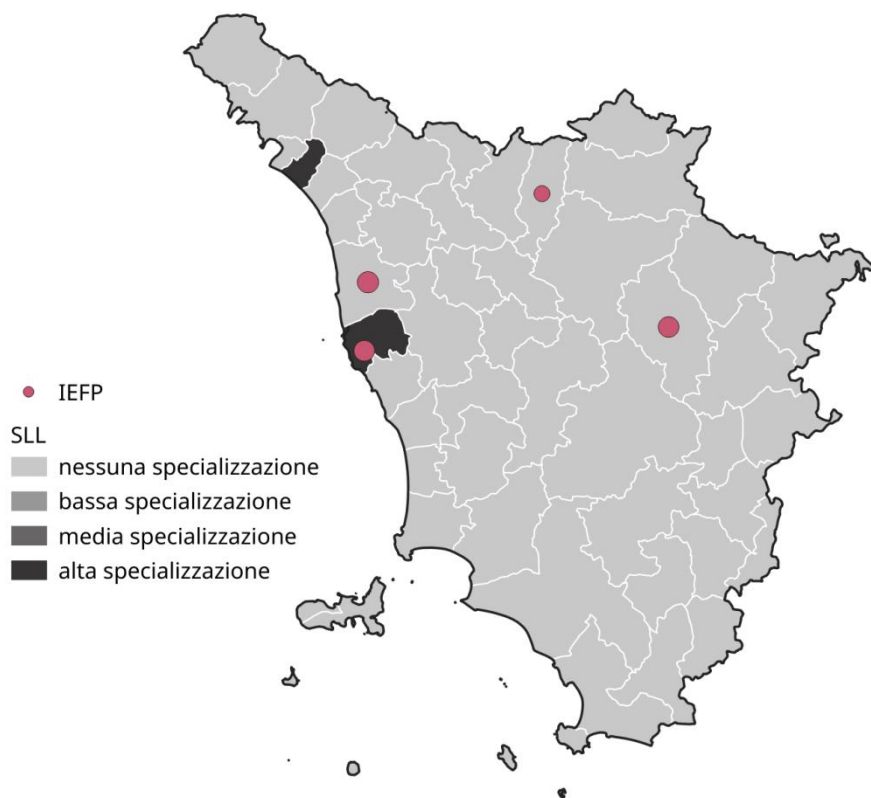 IEFP
SLL
nessuna specializzazione
bassa specializzazione
media specializzazione
alta specializzazione